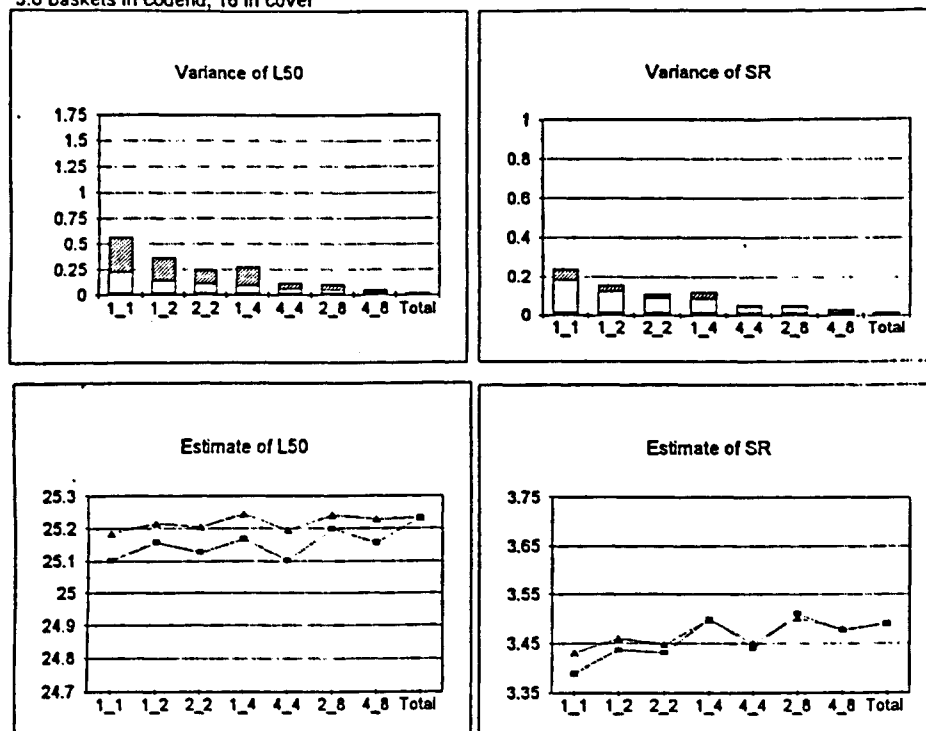 5.6 Baskets in codend, 16 in cover
Variance of L50
1.75
1.5
1.25
1
0.75
0.5
0.25
0
1_1 1_2 2_2 1_4 4_4 2_8 4_8 Total
Variance of SR
1
0.8
0.6
0.4
0.2
0
1_1 1_2 2_2 1_4 4_4 2_8 4_8 Total
Estimate of L50
25.3
25.2
25.1
25
24.9
24.8
24.7
1_1 1_2 2_2 1_4 4_4 2_8 4_8 Total
Estimate of SR
3.75
3.65
3.55
3.45
3.35
1_1 1_2 2_2 1_4 4_4 2_8 4_8 Total